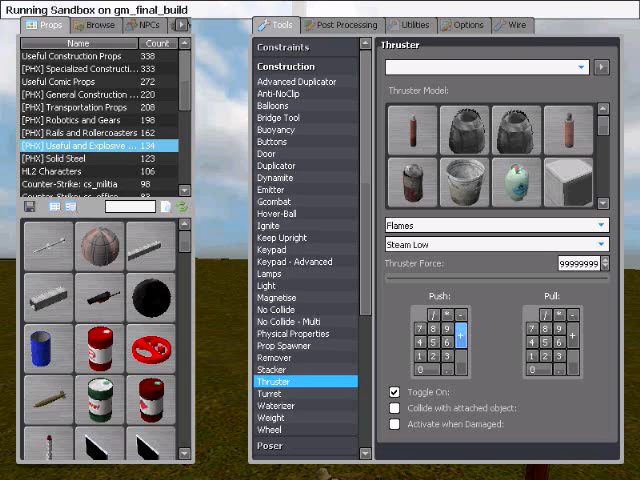 Running Sandbox on gm_final_build
Props Browse NPCs
Name Count
Useful Construction Props 338
[PHX] Specialized Constructi... 333
Useful Comic Props 272
[PHX] General Construction ... 220
[PHX] Transportation Props 208
[PHX] Robotics and Gears 198
[PHX] Rails and Rollercoasters 162
[PHX] Useful and Explosive ... 134
[PHX] Solid Steel 123
HL2 Characters 106
Counter-Strike: cs_militia 98
Counter-Strike: cs_office 83
Tools Post Processing Utilities Options Wire
Constraints
Construction
Advanced Duplicator
Anti-NoClip
Balloons
Bridge Tool
Buoyancy
Buttons
Door
Duplicator
Dynamite
Emitter
Gcombat
Hover-Ball
Ignite
Keep Upright
Keypad
Keypad - Advanced
Lamps
Light
Magnetise
No Collide
No Collide - Multi
Physical Properties
Prop Spawner
Remover
Stacker
Thruster
Turret
Waterizer
Weight
Wheel
Poser
Thruster
Thruster Model:
Flames
Steam Low
Thruster Force: 99999999
Push: Pull:
/ * - / * -
7 8 9 + 7 8 9 +
4 5 6 4 5 6
1 2 3 1 2 3
0 . 0 .
Toggle On:
Collide with attached object:
Activate when Damaged: